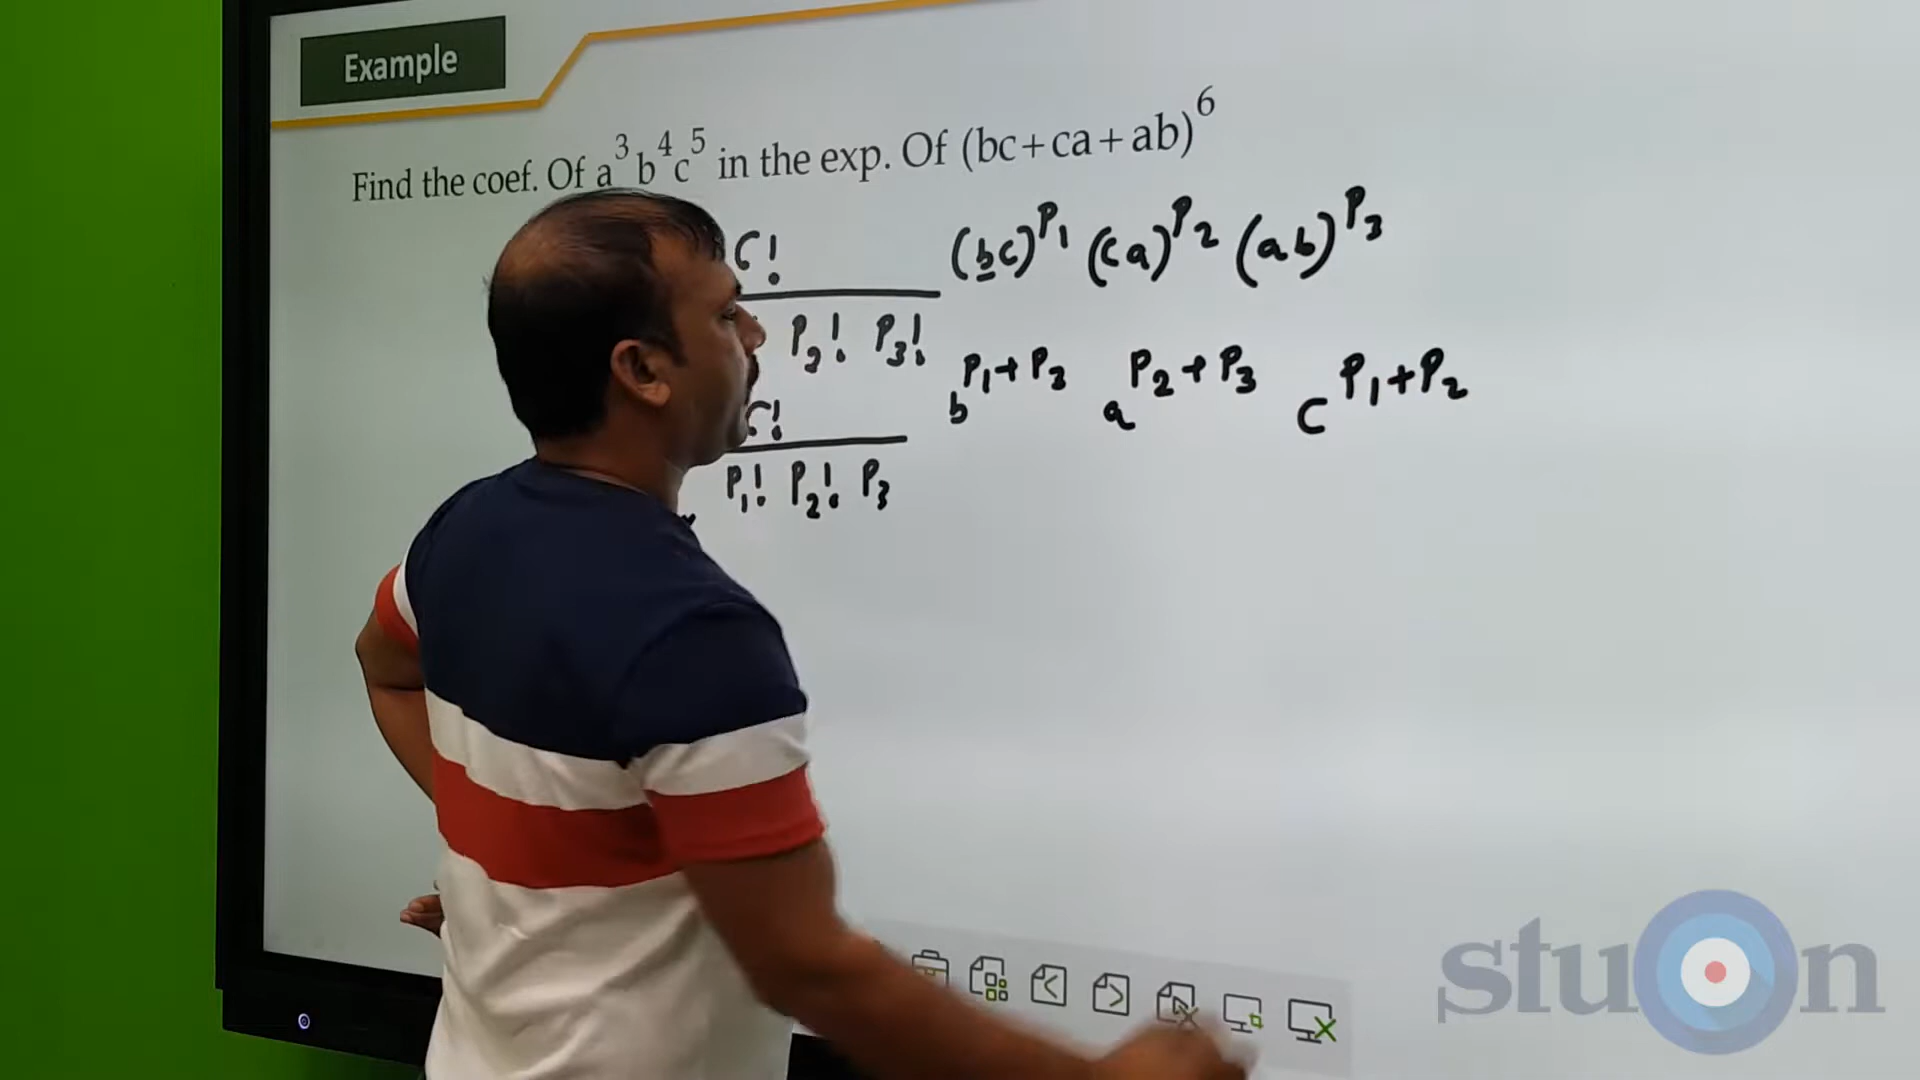 Example
Find the coef. Of a³b⁴c⁵ in the exp. Of (bc+ca+ab)⁶
! (bc)^P₁ (ca)^P₂ (ab)^P₃
P₂! P₃!
b^P₁+P₃ a^P₂+P₃ c^P₁+P₂
!
P₁! P₂! P₃
stuon